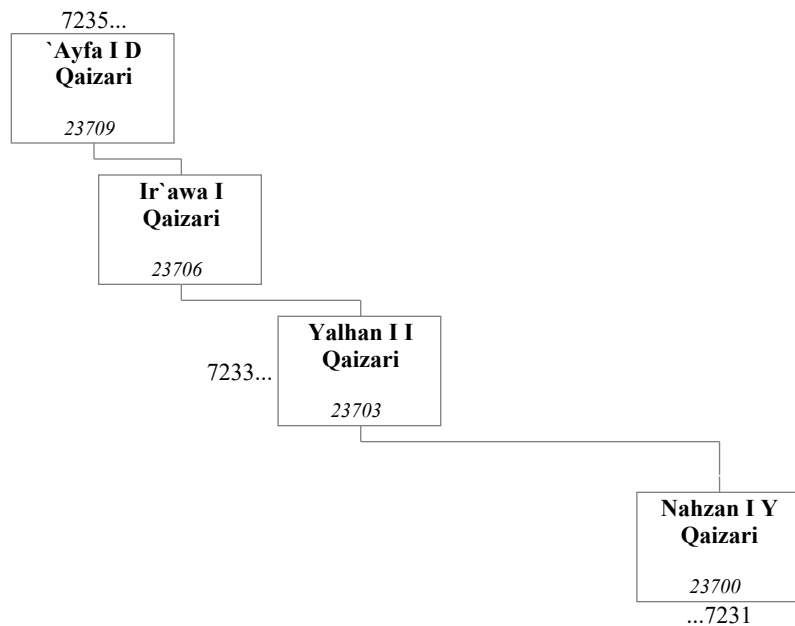 7235...
`Ayfa I D
Qaizari
23709
Ir`awa I
Qaizari
23706
Yalhan I I
Qaizari
7233...
23703
Nahzan I Y
Qaizari
23700
...7231